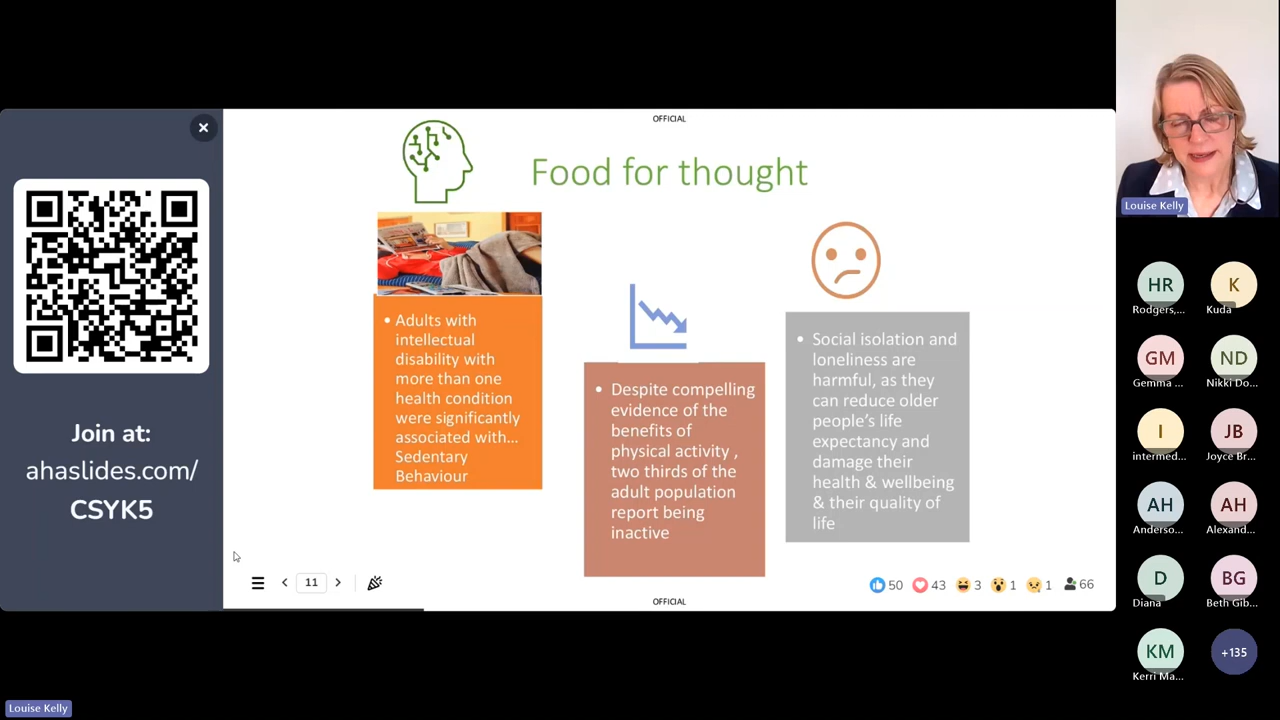 OFFICIAL
Food for thought
• Adults with
intellectual
disability with
more than one
health condition
were significantly
associated with...
Sedentary
Behaviour
• Despite compelling
evidence of the
benefits of
physical activity ,
two thirds of the
adult population
report being
inactive
• Social isolation and
loneliness are
harmful, as they
can reduce older
people's life
expectancy and
damage their
health & wellbeing
& their quality of
life
Join at:
ahaslides.com/
CSYK5
11
50
43
3
1
1
66
OFFICIAL
Louise Kelly
HR
Rodgers,...
K
Kuda
GM
Gemma ...
ND
Nikki Do...
I
intermed...
JB
Joyce Br...
AH
Anderso...
AH
Alexand...
D
Diana
BG
Beth Gib...
KM
Kerri Ma...
+135
Louise Kelly